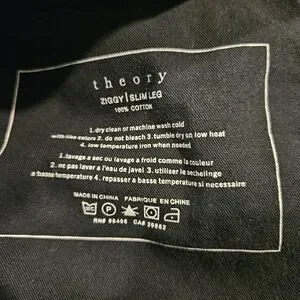 theory
ZIGGY | SLIM LEG
100% COTTON
1.dry clean or machine wash cold
with like colors 2. do not bleach 3.tumble dry on low heat
4. low temperature iron when needed
1.lavage a sec ou lavage a froid comme la couleur
2. ne pas laver a l'eau de javel 3.utiliser le sechelinge
a basse temperature 4. repasser a basse temperature si necessaire
MADE IN CHINA FABRIQUE EN CHINE
RN# 95406 CA# 39852